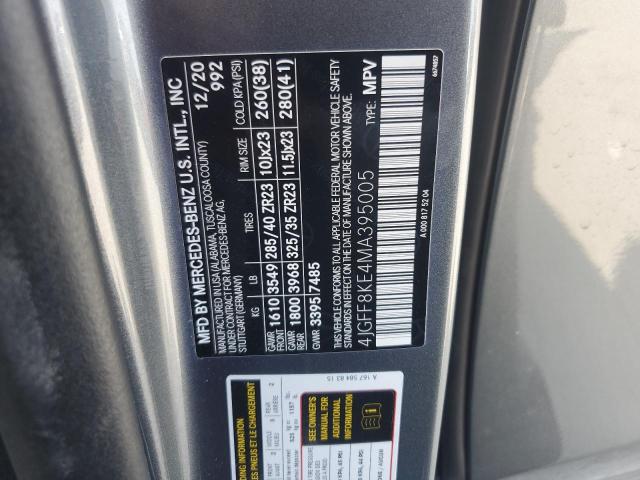 MFD BY MERCEDES-BENZ U.S. INTL., INC
MANUFACTURED IN USA (ALABAMA, TUSCALOOSA COUNTY)
UNDER CONTRACT FOR MERCEDES-BENZ AG,
STUTTGART (GERMANY)
12/20
992
KG LB TIRES RIM SIZE COLD KPA (PSI)
GAWR FRONT 1610 3549 285/40 ZR23 10Jx23 260(38)
GAWR REAR 1800 3968 325/35 ZR23 11.5Jx23 280(41)
GVWR 3395 7485
THIS VEHICLE CONFORMS TO ALL APPLICABLE FEDERAL MOTOR VEHICLE SAFETY
STANDARDS IN EFFECT ON THE DATE OF MANUFACTURE SHOWN ABOVE.
4JGFF8KE4MA395005 TYPE: MPV
A 000 817 52 04
6674857
A 167 584 83 15
SEE OWNER'S
MANUAL FOR
ADDITIONAL
INFORMATION